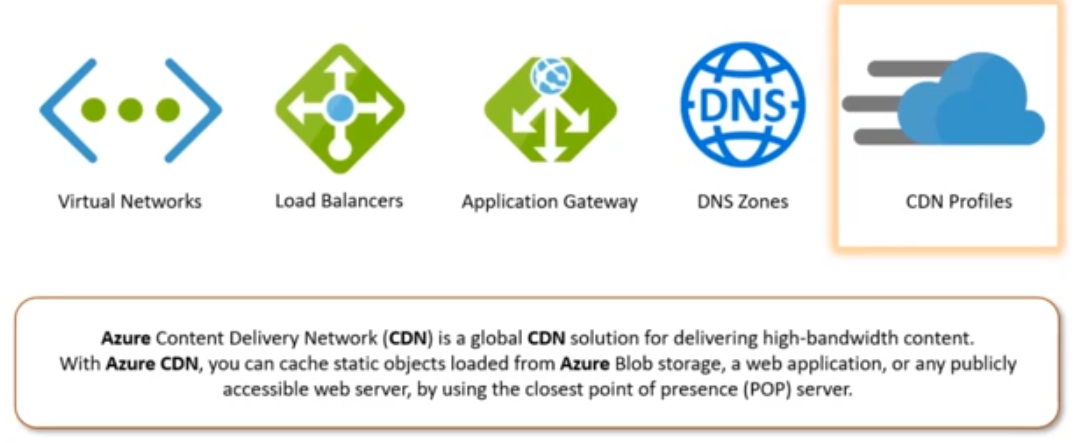 DNS
Virtual Networks
Load Balancers
Application Gateway
DNS Zones
CDN Profiles
Azure Content Delivery Network (CDN) is a global CDN solution for delivering high-bandwidth content.
With Azure CDN, you can cache static objects loaded from Azure Blob storage, a web application, or any publicly
accessible web server, by using the closest point of presence (POP) server.